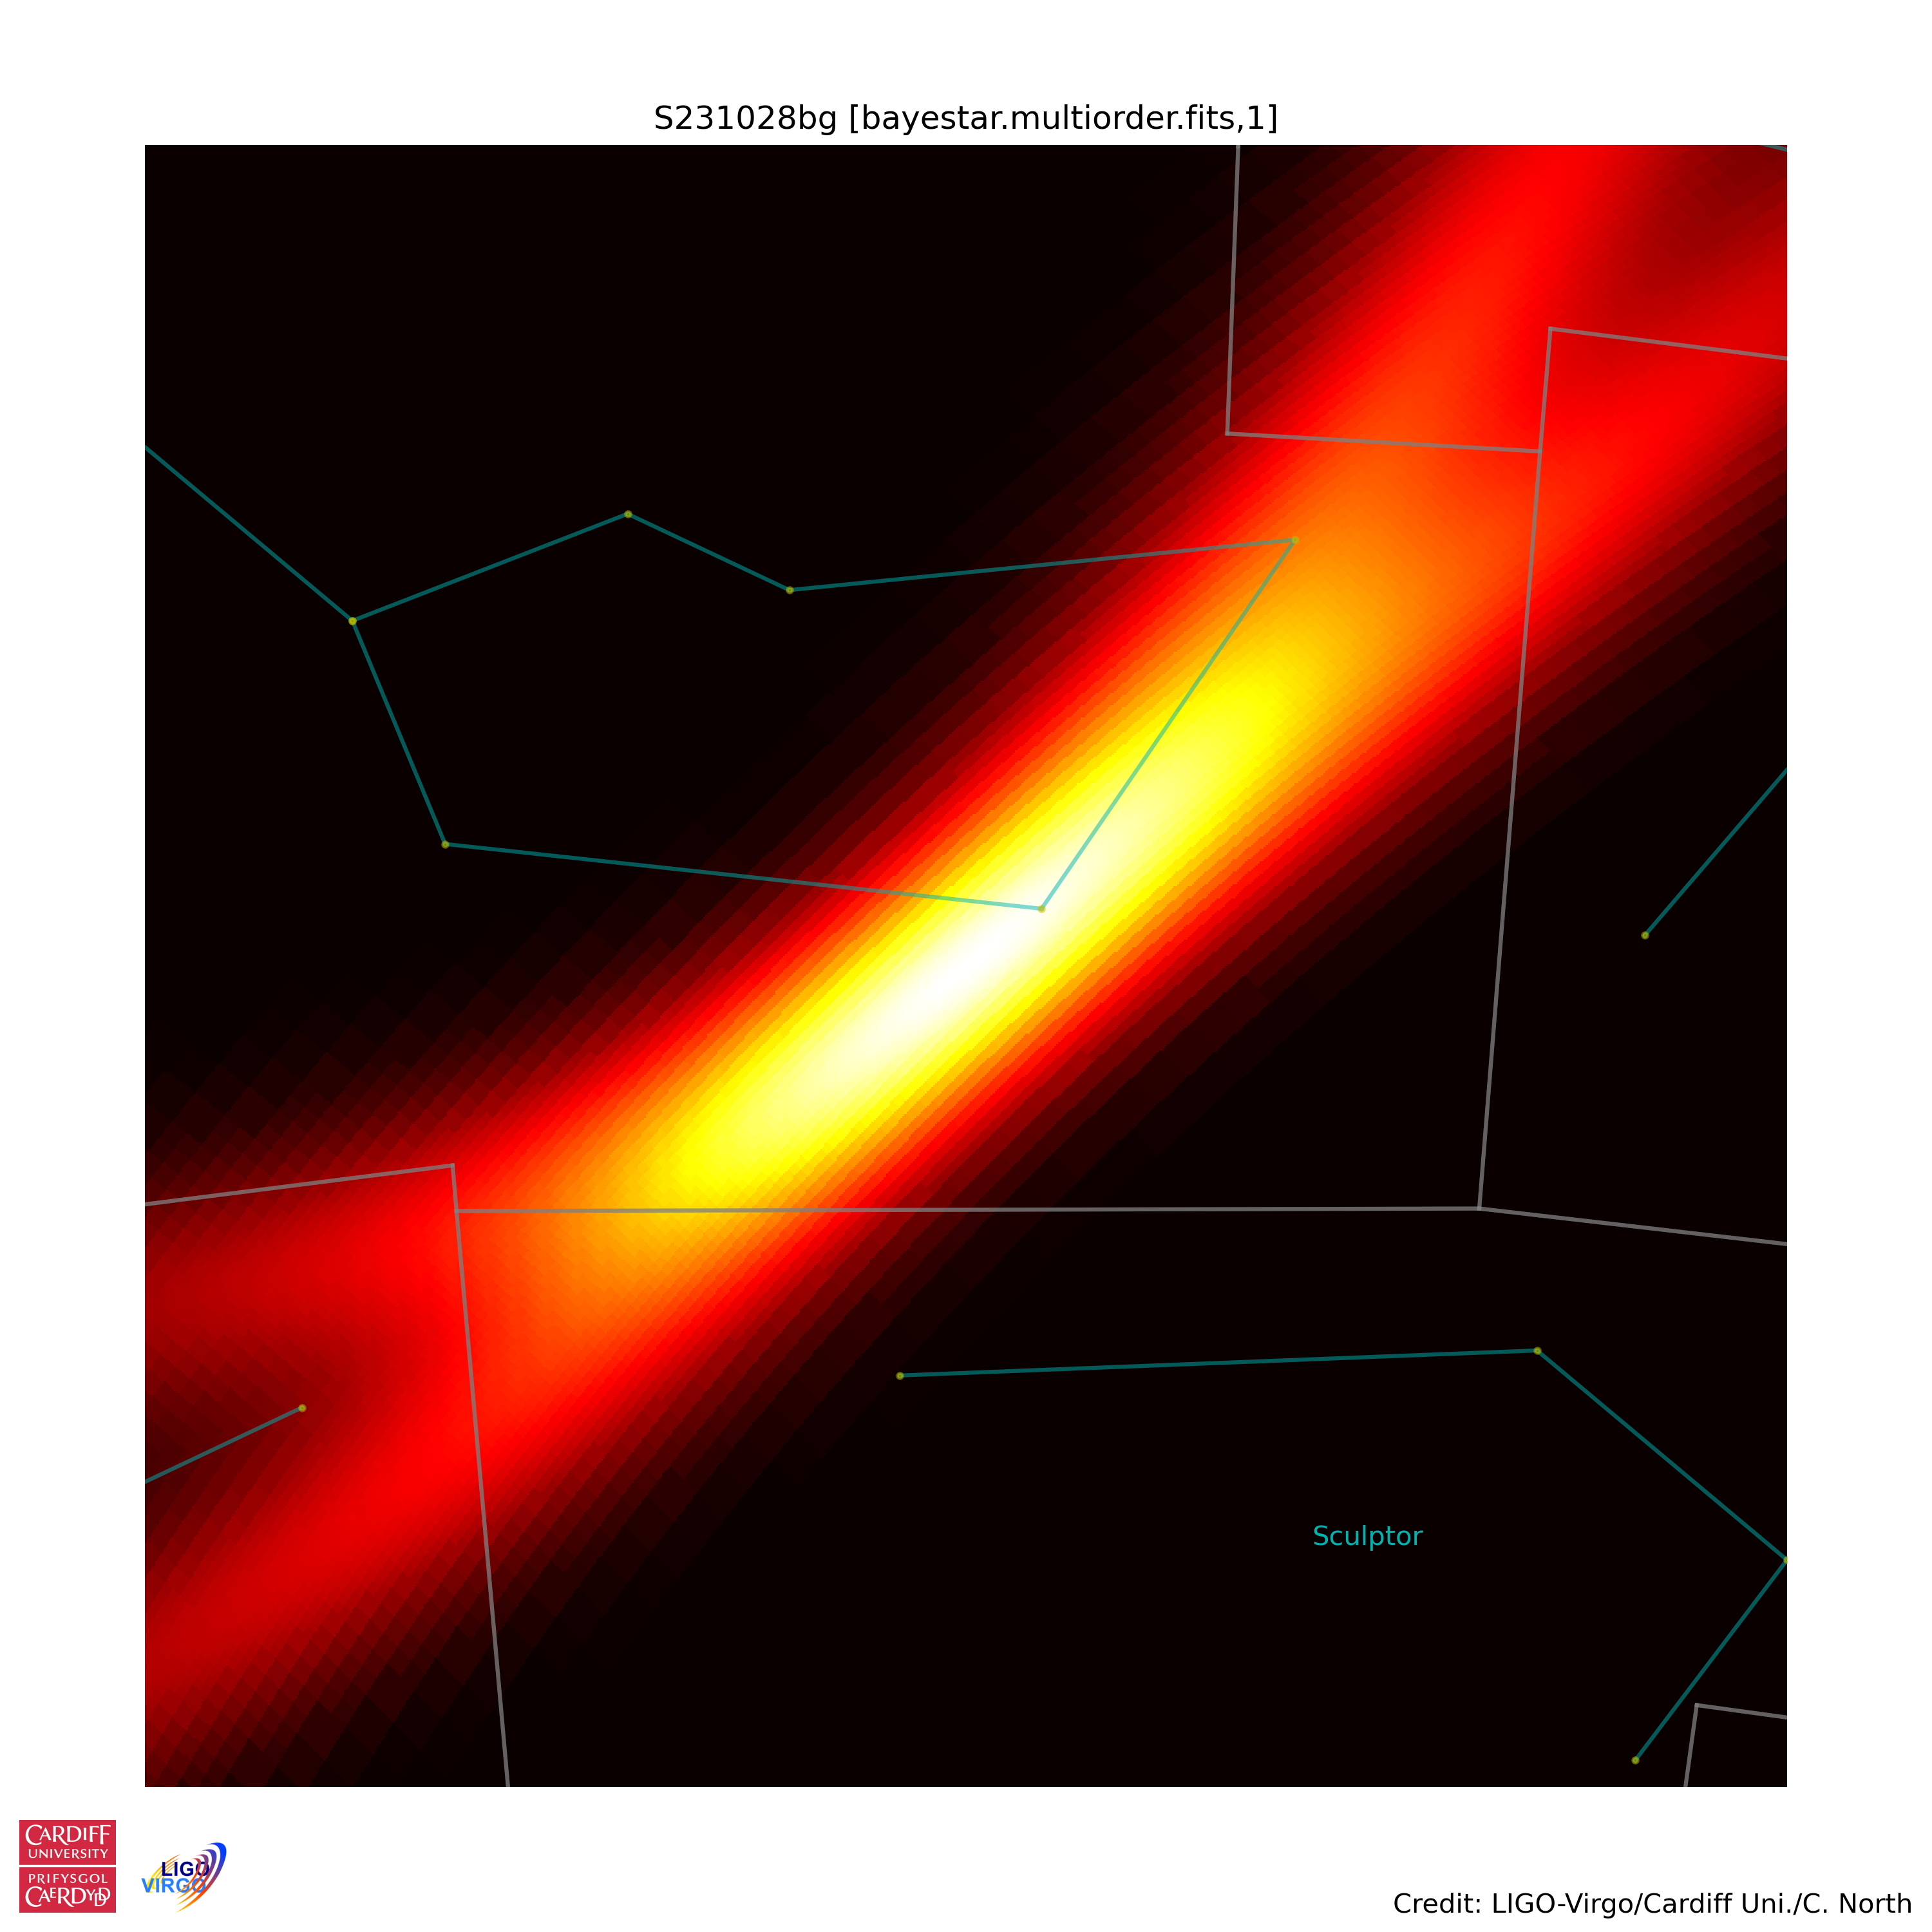 S231028bg [bayestar.multiorder.fits,1]
Sculptor
CARDIFF
UNIVERSITY
PRIFYSGOL
CAERDYDD
LIGO
VIRGO
Credit: LIGO-Virgo/Cardiff Uni./C. North